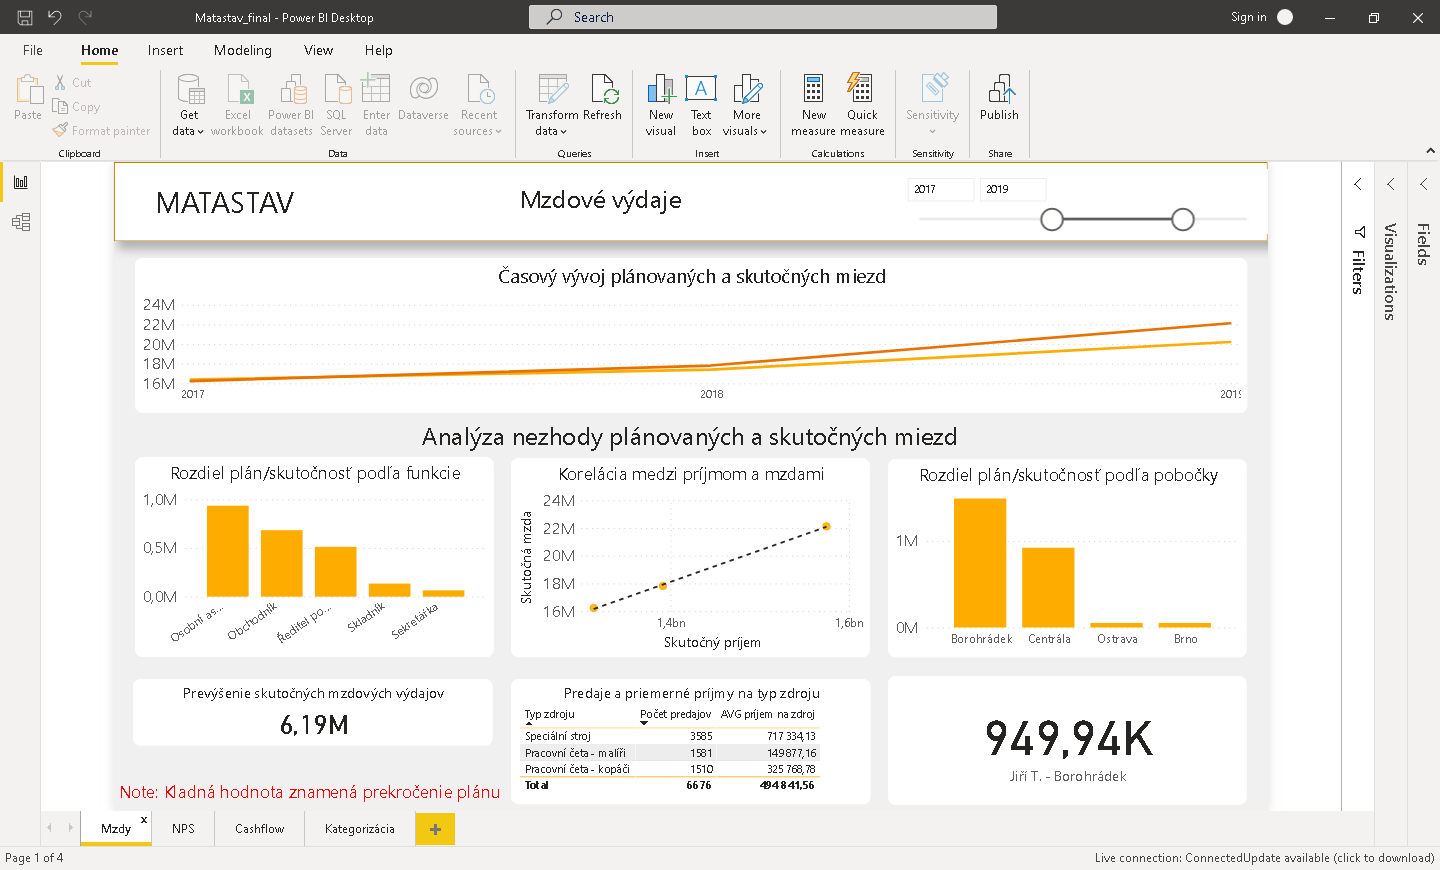 Matastav_final - Power BI Desktop
Search
Sign in
File Home Insert Modeling View Help
Paste
Cut
Copy
Format painter
Clipboard
Get data
Excel workbook
Power BI datasets
SQL Server
Enter data
Dataverse
Recent sources
Data
Transform data
Refresh
Queries
New visual
Text box
More visuals
Insert
New measure
Quick measure
Calculations
Sensitivity
Sensitivity
Publish
Share
MATASTAV
Mzdové výdaje
2017 2019
Filters
Visualizations
Fields
Časový vývoj plánovaných a skutočných miezd
24M
22M
20M
18M
16M
2017 2018 2019
Analýza nezhody plánovaných a skutočných miezd
Rozdiel plán/skutočnosť podľa funkcie
1,0M
0,5M
0,0M
Osobní as...
Obchodník
Ředitel po...
Skladník
Sekretářka
Korelácia medzi príjmom a mzdami
Skutočná mzda
24M
22M
20M
18M
16M
1,4bn 1,6bn
Skutočný príjem
Rozdiel plán/skutočnosť podľa pobočky
1M
0M
Borohrádek Centrála Ostrava Brno
Prevýšenie skutočných mzdových výdajov
6,19M
Note: Kladná hodnota znamená prekročenie plánu
Predaje a priemerné príjmy na typ zdroju
Typ zdroju Počet predajov AVG príjem na zdroj
Speciální stroj 3585 717 334,13
Pracovní četa - malíři 1581 149 877,16
Pracovní četa - kopáči 1510 325 768,78
Total 6676 494 841,56
949,94K
Jiří T. - Borohrádek
Mzdy x NPS Cashflow Kategorizácia +
Page 1 of 4
Live connection: Connected
Update available (click to download)